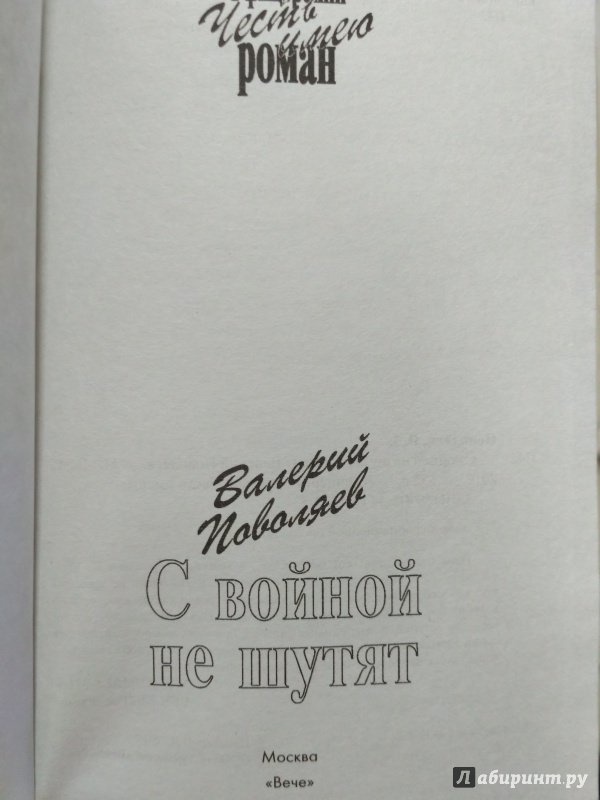 Честь
имею
роман
Валерий
Поволяев
С войной
не шутят
Москва
«Вече»
Лабиринт.ру